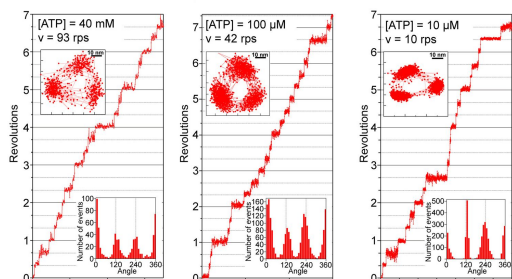 [ATP] = 40 mM
v = 93 rps
10 nm
Revolutions
7
6
5
4
3
2
1
0
Number of events
100
80
60
40
20
0
0 120 240 360
Angle
[ATP] = 100 µM
v = 42 rps
10 nm
Revolutions
7
6
5
4
3
2
1
0
Number of events
160
140
120
100
80
60
40
20
0
0 120 240 360
Angle
[ATP] = 10 µM
v = 10 rps
10 nm
Revolutions
7
6
5
4
3
2
1
0
Number of events
500
400
300
200
100
0
0 120 240 360
Angle